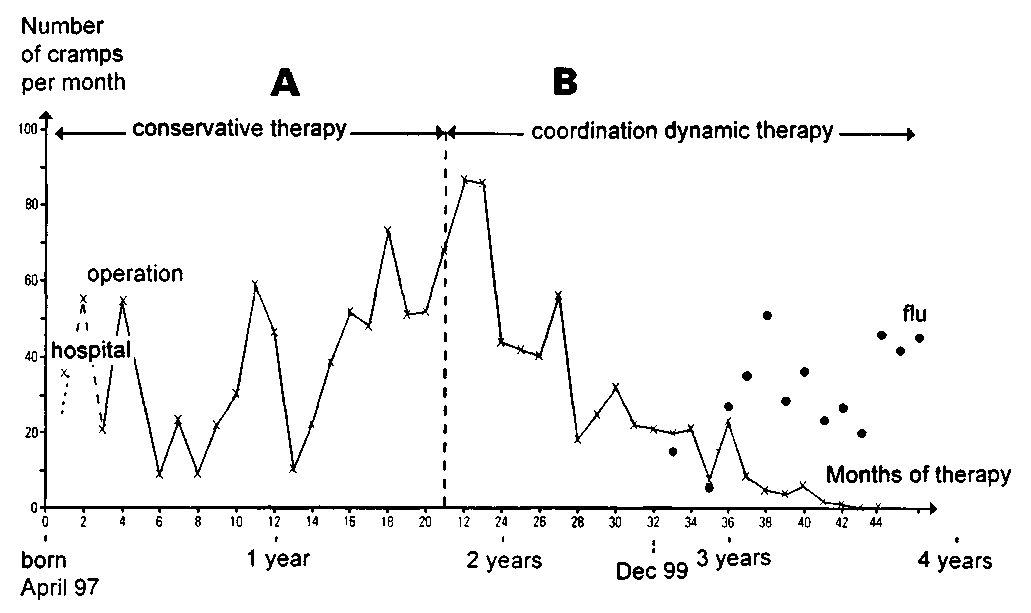 Number
of cramps
per month
A
B
100
conservative therapy
coordination dynamic therapy
80
60
operation
flu
hospital
40
20
Months of therapy
0
0 2 4 6 8 10 12 14 16 18 20 12 24 26 28 30 32 34 36 38 40 42 44
born
April 97
1 year
2 years
Dec 99
3 years
4 years